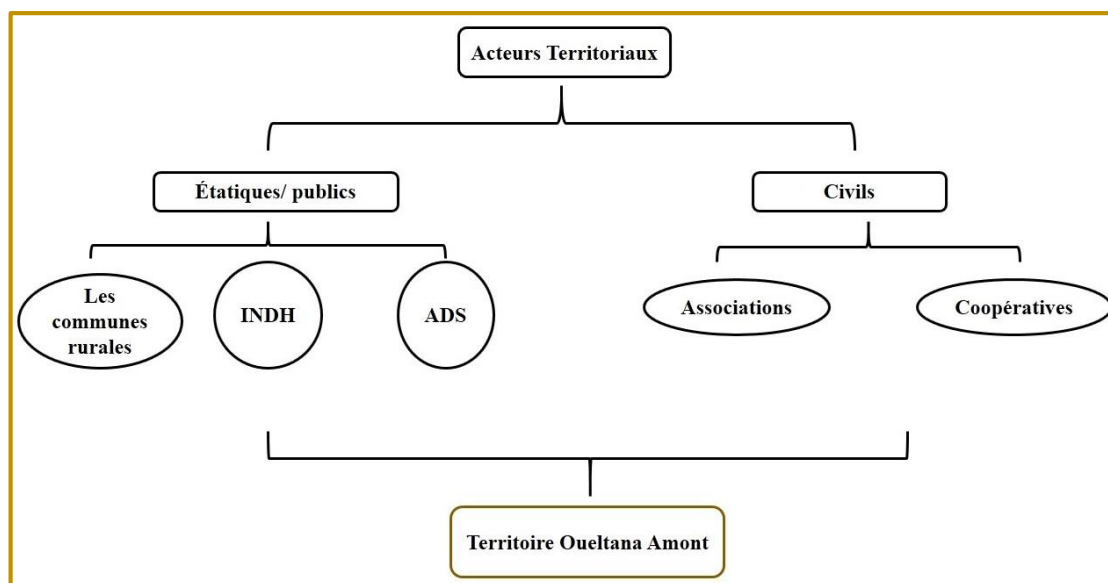 Acteurs Territoriaux
Étatiques/ publics
Civils
Les
communes
rurales
INDH
ADS
Associations
Coopératives
Territoire Oueltana Amont